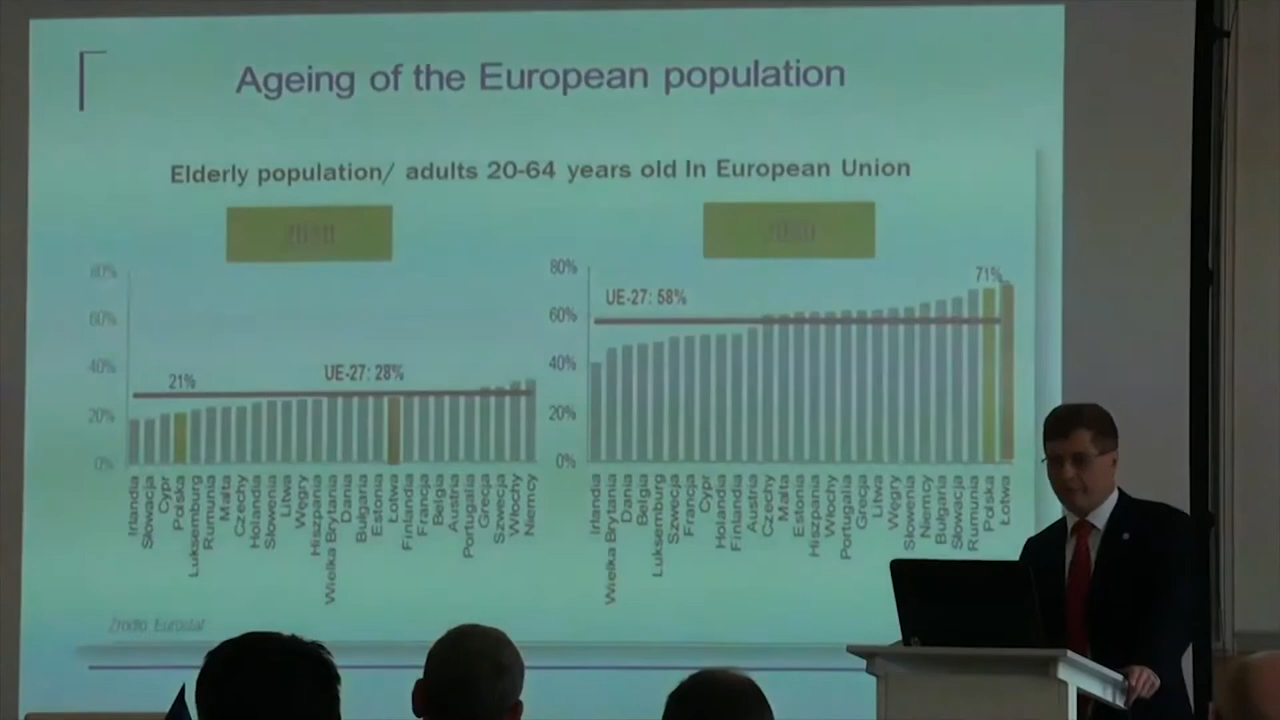 Ageing of the European population
Elderly population/ adults 20-64 years old In European Union
80%
60%
40%
20%
0%
21%
UE-27: 28%
Irlandia
Słowacja
Cypr
Polska
Luksemburg
Rumunia
Malta
Czechy
Holandia
Słowenia
Litwa
Węgry
Hiszpania
Wielka Brytania
Dania
Bułgaria
Estonia
Łotwa
Finlandia
Francja
Belgia
Austria
Portugalia
Grecja
Szwecja
Włochy
Niemcy
80%
60%
40%
20%
0%
UE-27: 58%
71%
Irlandia
Wielka Brytania
Dania
Belgia
Luksemburg
Szwecja
Francja
Cypr
Holandia
Finlandia
Austria
Czechy
Malta
Estonia
Hiszpania
Włochy
Portugalia
Grecja
Litwa
Węgry
Słowenia
Niemcy
Bułgaria
Słowacja
Rumunia
Polska
Łotwa
Źródło Eurostat